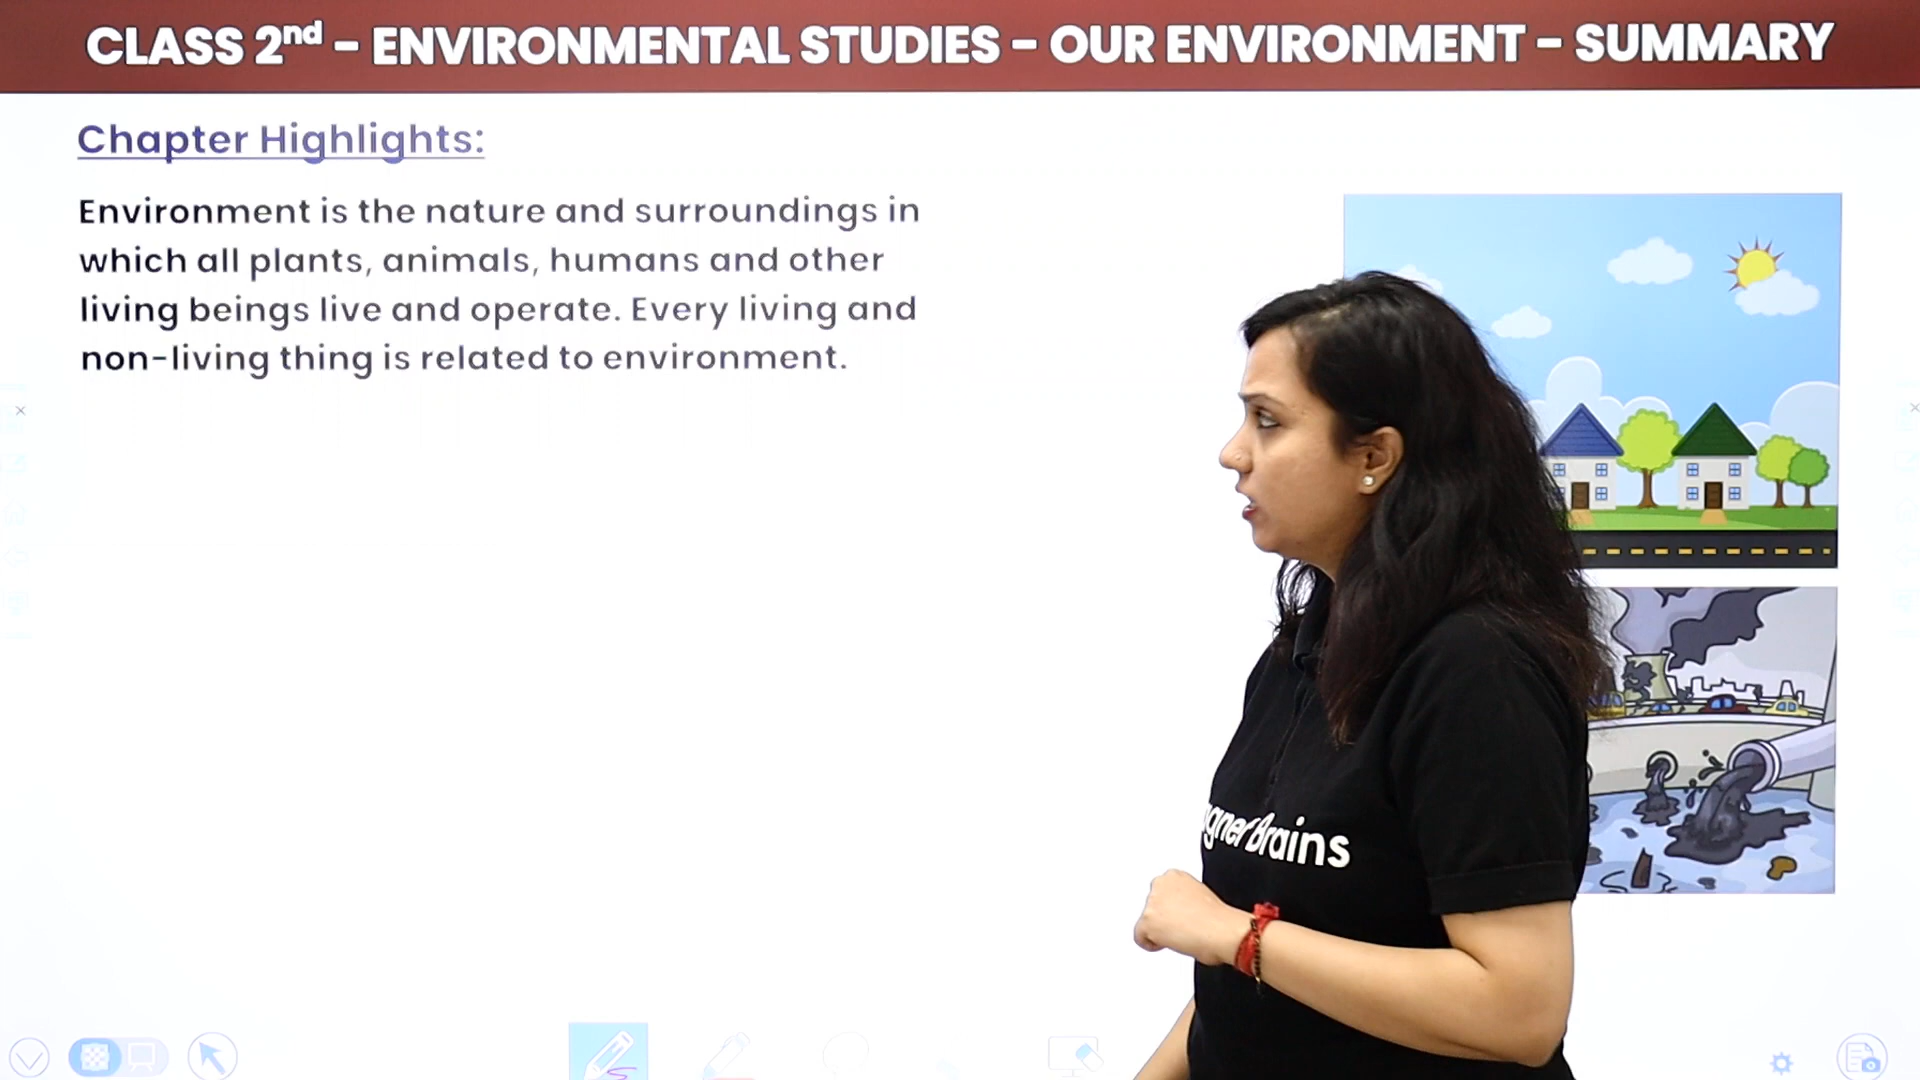 CLASS 2nd - ENVIRONMENTAL STUDIES - OUR ENVIRONMENT - SUMMARY
Chapter Highlights:
Environment is the nature and surroundings in
which all plants, animals, humans and other
living beings live and operate. Every living and
non-living thing is related to environment.
Brains